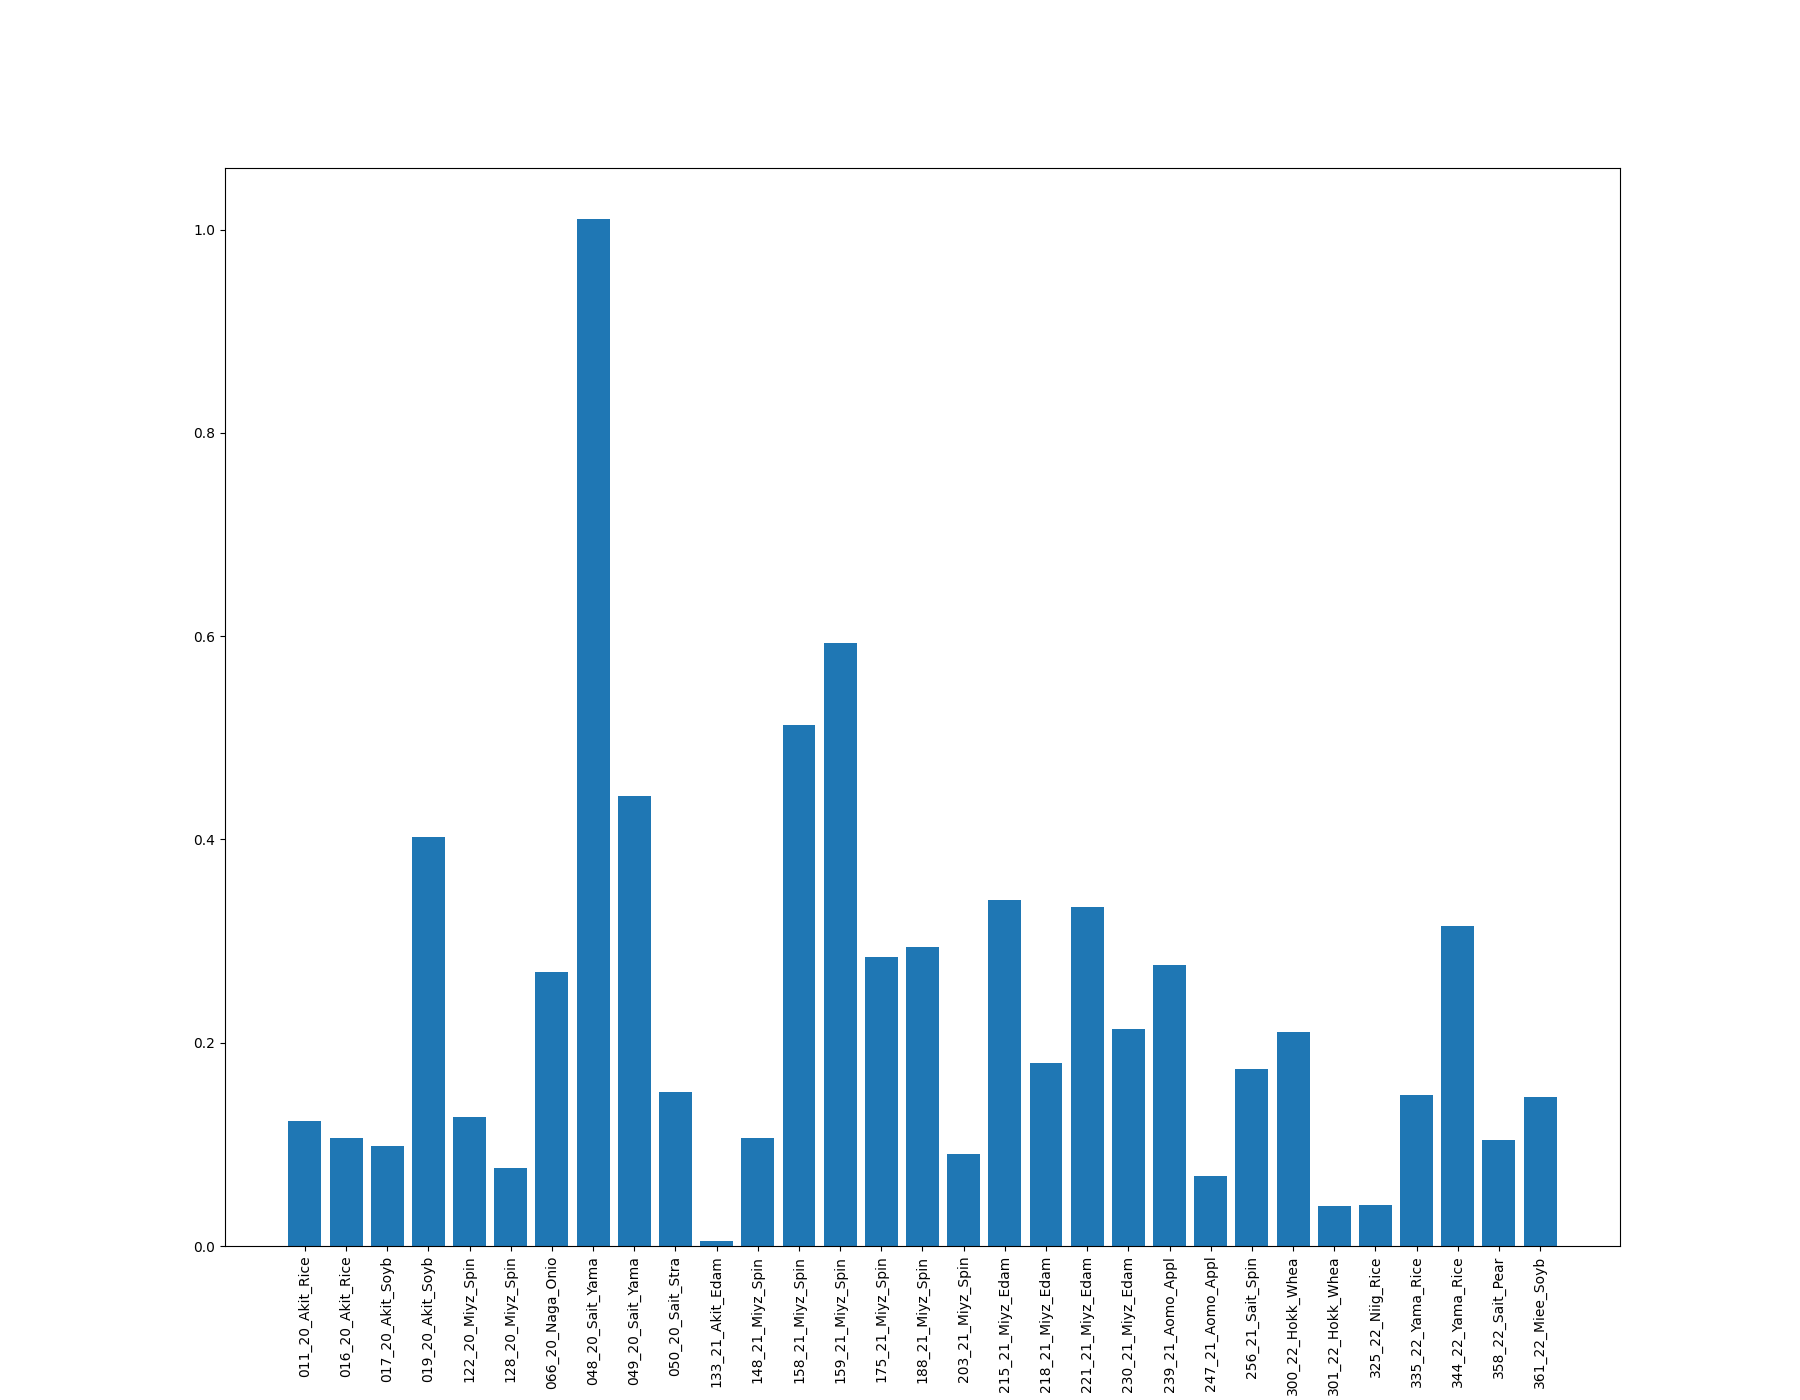 1.0
0.8
0.6
0.4
0.2
0.0
011_20_Akit_Rice
016_20_Akit_Rice
017_20_Akit_Soyb
019_20_Akit_Soyb
122_20_Miyz_Spin
128_20_Miyz_Spin
066_20_Naga_Onio
048_20_Sait_Yama
049_20_Sait_Yama
050_20_Sait_Stra
133_21_Akit_Edam
148_21_Miyz_Spin
158_21_Miyz_Spin
159_21_Miyz_Spin
175_21_Miyz_Spin
188_21_Miyz_Spin
203_21_Miyz_Spin
215_21_Miyz_Edam
218_21_Miyz_Edam
221_21_Miyz_Edam
230_21_Miyz_Edam
239_21_Aomo_Appl
247_21_Aomo_Appl
256_21_Sait_Spin
300_22_Hokk_Whea
301_22_Hokk_Whea
325_22_Niig_Rice
335_22_Yama_Rice
344_22_Yama_Rice
358_22_Sait_Pear
361_22_Miee_Soyb